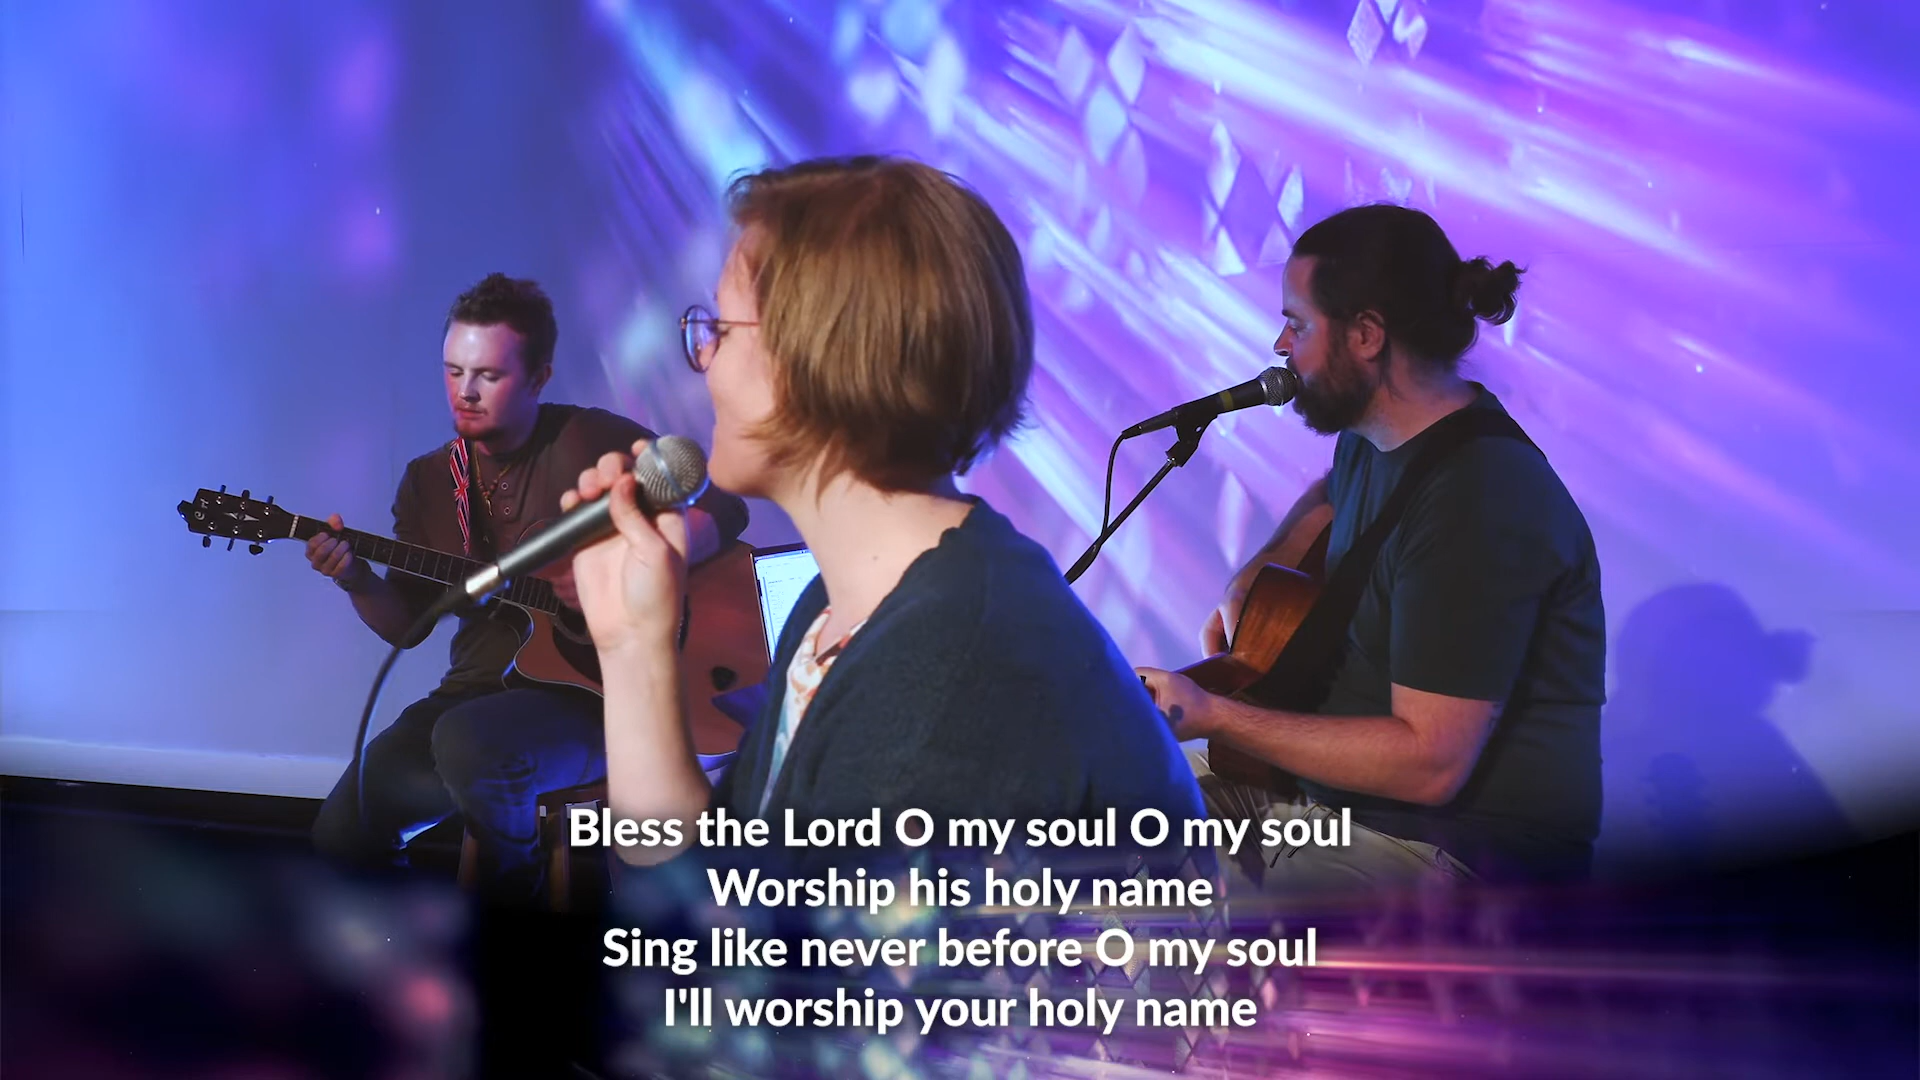 Bless the Lord O my soul O my soul
Worship his holy name
Sing like never before O my soul
I'll worship your holy name